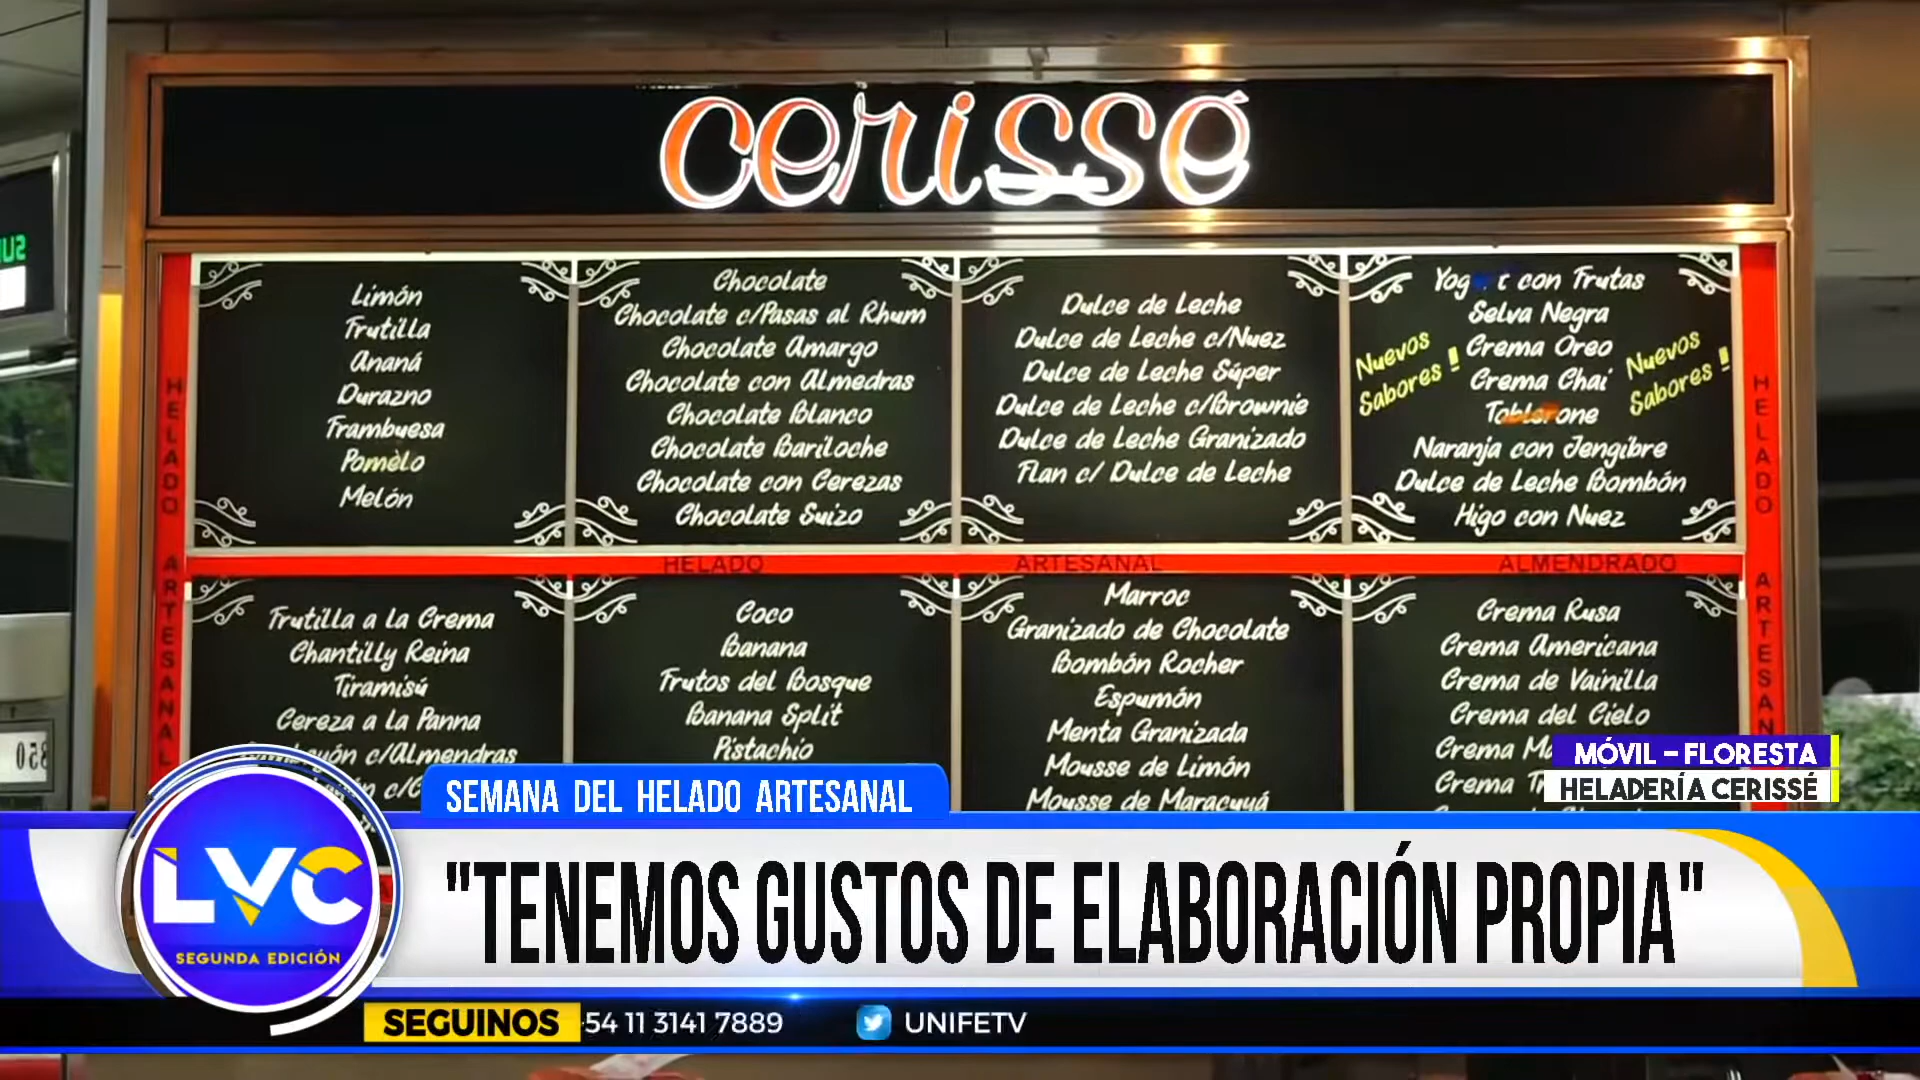 cerissé
Limón
Frutilla
Ananá
Durazno
Frambuesa
Pomelo
Melón
Chocolate
Chocolate c/Pasas al Rhum
Chocolate Amargo
Chocolate con Almedras
Chocolate Blanco
Chocolate Bariloche
Chocolate con Cerezas
Chocolate Suizo
Dulce de Leche
Dulce de Leche c/Nuez
Dulce de Leche Súper
Dulce de Leche c/Brownie
Dulce de Leche Granizado
Flan c/ Dulce de Leche
con Frutas
Selva Negra
Crema Oreo
Crema Chai
Toblerone
Naranja con Jengibre
Dulce de Leche Bombón
Higo con Nuez
Nuevos
Sabores !
Nuevos
Sabores !
HELADO ARTESANAL
HELADO ARTESANAL ALMENDRADO
HELADO ARTESAN
Frutilla a la Crema
Chantilly Reina
Tiramisú
Cereza a la Panna
c/Almendras
Coco
Banana
Frutos del Bosque
Banana Split
Pistachio
Marroc
Granizado de Chocolate
Bombón Rocher
Espumón
Menta Granizada
Mousse de Limón
Mousse de Maracuyá
Crema Rusa
Crema Americana
Crema de Vainilla
Crema del Cielo
Crema
Crema
850
MÓVIL – FLORESTA
HELADERÍA CERISSÉ
SEMANA DEL HELADO ARTESANAL
"TENEMOS GUSTOS DE ELABORACIÓN PROPIA"
LVC
SEGUNDA EDICIÓN
SEGUINOS
54 11 3141 7889
UNIFETV